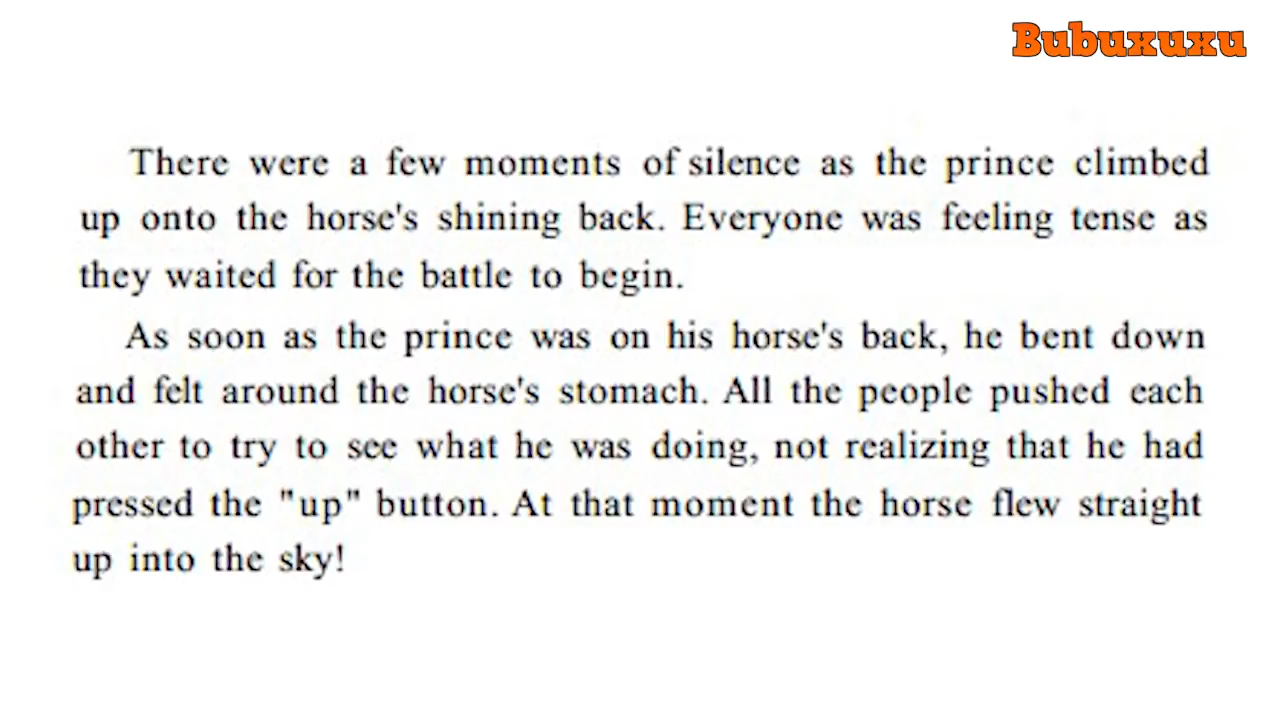 Bubuxuxu
There were a few moments of silence as the prince climbed
up onto the horse's shining back. Everyone was feeling tense as
they waited for the battle to begin.
As soon as the prince was on his horse's back, he bent down
and felt around the horse's stomach. All the people pushed each
other to try to see what he was doing, not realizing that he had
pressed the "up" button. At that moment the horse flew straight
up into the sky!